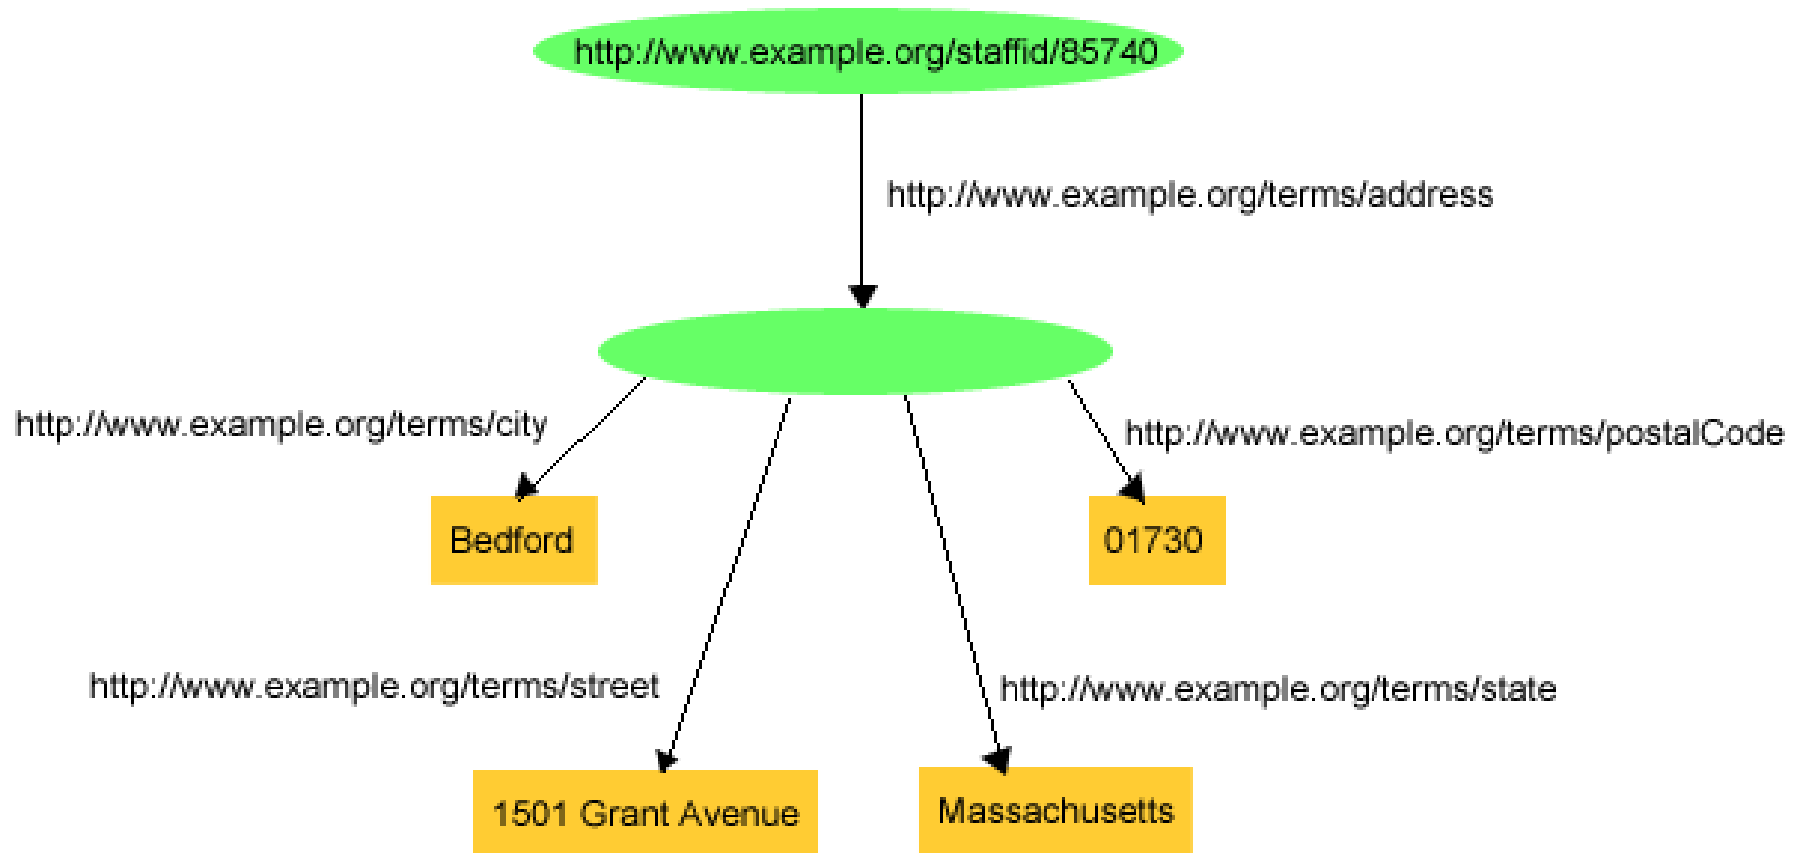 http://www.example.org/staffid/85740
http://www.example.org/terms/address
http://www.example.org/terms/city
http://www.example.org/terms/postalCode
Bedford
01730
http://www.example.org/terms/street
http://www.example.org/terms/state
1501 Grant Avenue
Massachusetts